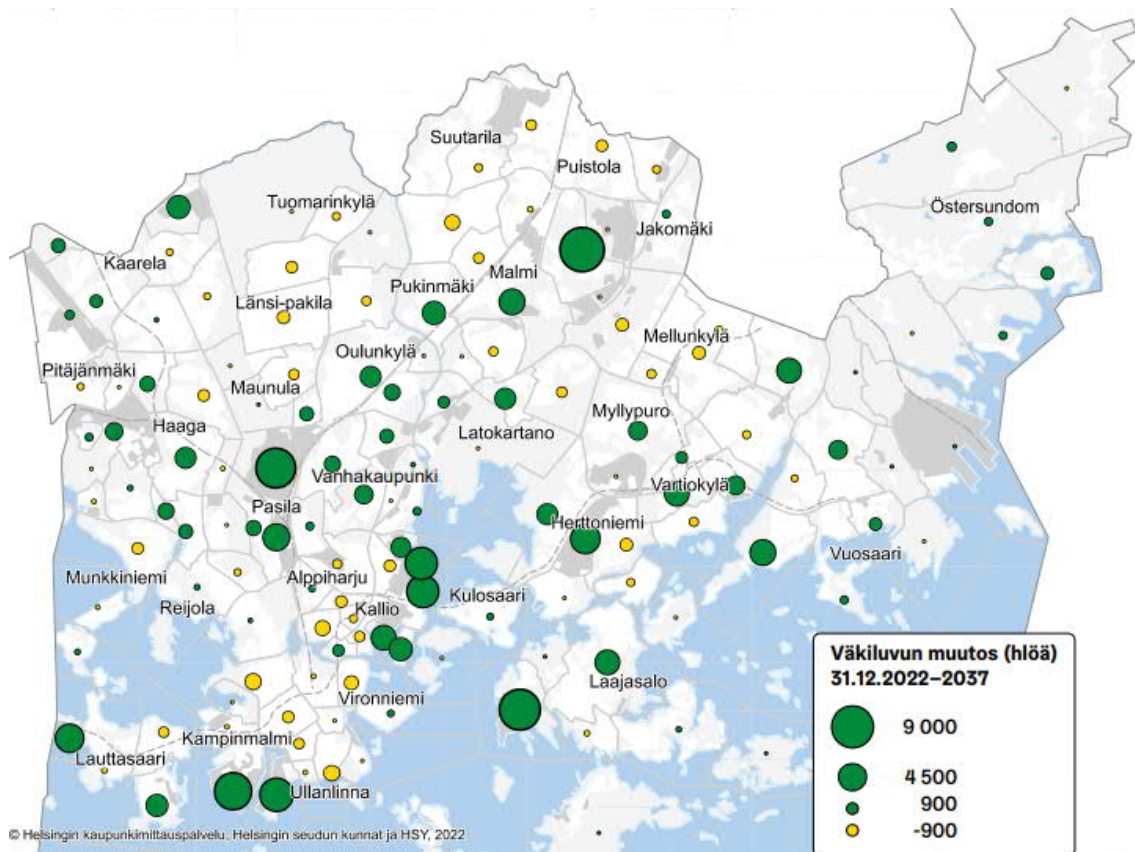 Suutarila
Puistola
Tuomarinkylä
Östersundom
Jakomäki
Kaarela
Malmi
Länsi-pakila
Pukinmäki
Mellunkylä
Oulunkylä
Pitäjänmäki
Maunula
Myllypuro
Haaga
Latokartano
Vanhakaupunki
Vartiokylä
Pasila
Herttoniemi
Vuosaari
Munkkiniemi
Alppiharju
Reijola
Kallio
Kulosaari
Laajasalo
Vironniemi
Kampinmalmi
Lauttasaari
Ullanlinna
Väkiluvun muutos (hlöä)
31.12.2022–2037
9 000
4 500
900
-900
© Helsingin kaupunkimittauspalvelu, Helsingin seudun kunnat ja HSY, 2022